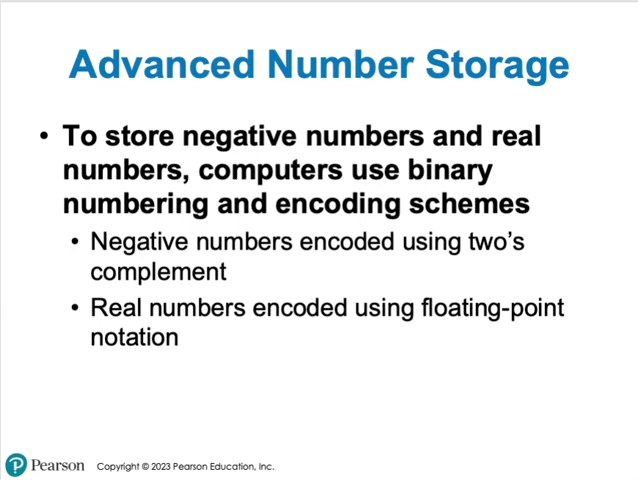 Advanced Number Storage
• To store negative numbers and real
numbers, computers use binary
numbering and encoding schemes
• Negative numbers encoded using two’s
complement
• Real numbers encoded using floating-point
notation
Pearson Copyright © 2023 Pearson Education, Inc.